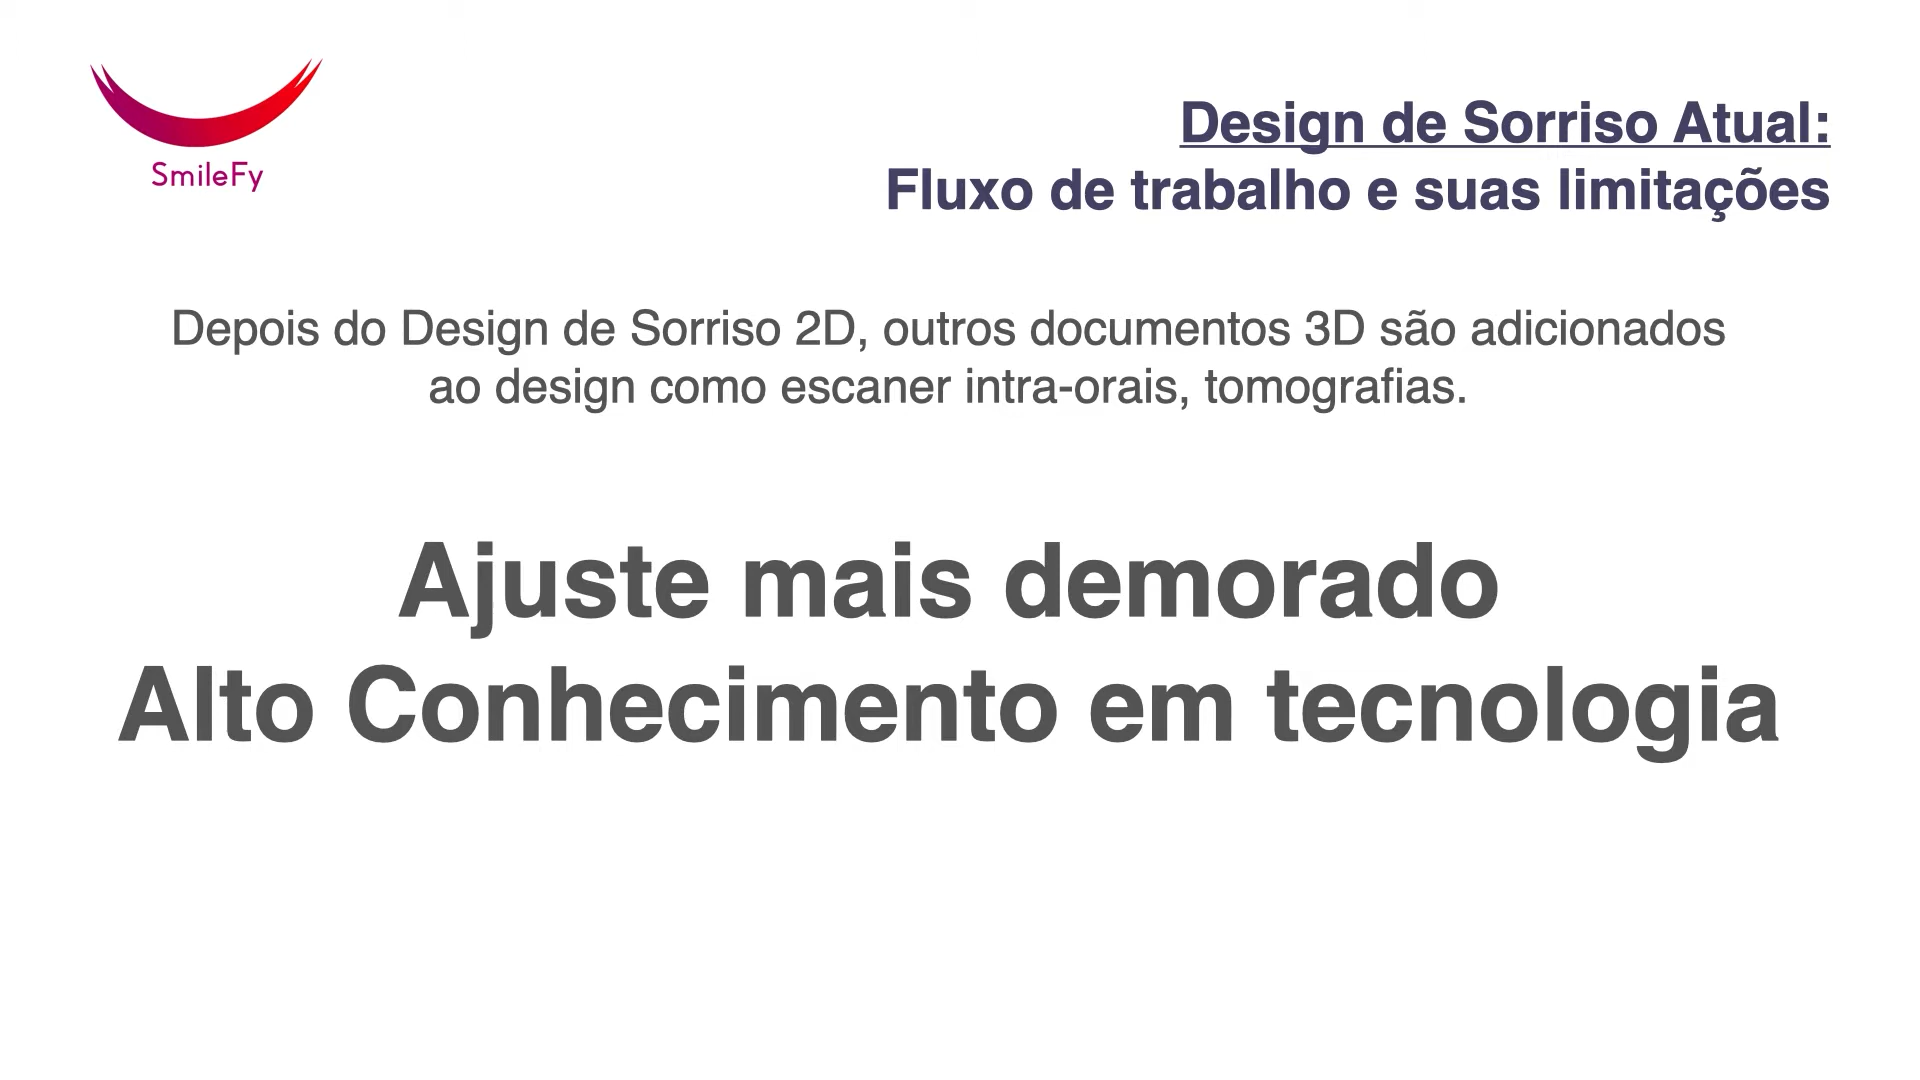 SmileFy
Design de Sorriso Atual:
Fluxo de trabalho e suas limitações
Depois do Design de Sorriso 2D, outros documentos 3D são adicionados
ao design como escaner intra-orais, tomografias.
Ajuste mais demorado
Alto Conhecimento em tecnologia